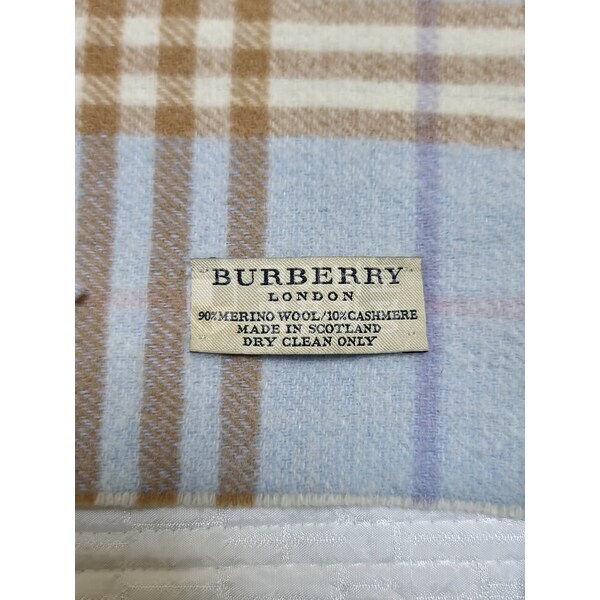 BURBERRY
LONDON
90%MERINO WOOL/10%CASHMERE
MADE IN SCOTLAND
DRY CLEAN ONLY